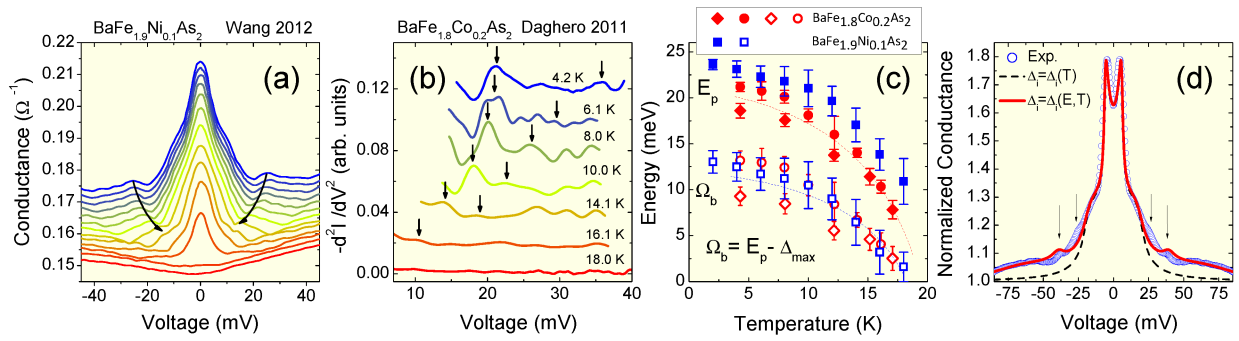 BaFe1.9Ni0.1As2 Wang 2012
(a)
0.22
0.21
0.20
0.19
0.18
0.17
0.16
0.15
Conductance (Ω⁻¹)
-40 -20 0 20 40
Voltage (mV)
BaFe1.8Co0.2As2 Daghero 2011
(b)
0.12
0.08
0.04
0.00
-d²I /dV² (arb. units)
4.2 K
6.1 K
8.0 K
10.0 K
14.1 K
16.1 K
18.0 K
10 20 30 40
Voltage (mV)
BaFe1.8Co0.2As2
BaFe1.9Ni0.1As2
(c)
25
20
15
10
5
0
Energy (meV)
Ep
Ωb
Ωb = Ep - Δmax
0 5 10 15 20
Temperature (K)
(d)
Exp.
Δi=Δi(T)
Δi=Δi(E,T)
1.8
1.7
1.6
1.5
1.4
1.3
1.2
1.1
1.0
Normalized Conductance
-75 -50 -25 0 25 50 75
Voltage (mV)